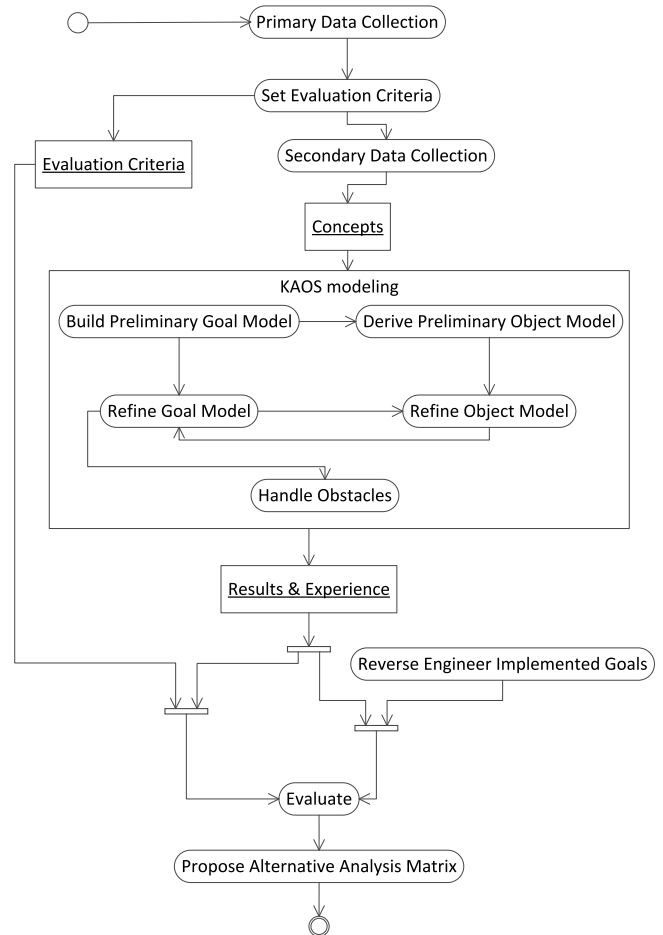 Primary Data Collection
Set Evaluation Criteria
Evaluation Criteria
Secondary Data Collection
Concepts
KAOS modeling
Build Preliminary Goal Model
Derive Preliminary Object Model
Refine Goal Model
Refine Object Model
Handle Obstacles
Results & Experience
Reverse Engineer Implemented Goals
Evaluate
Propose Alternative Analysis Matrix